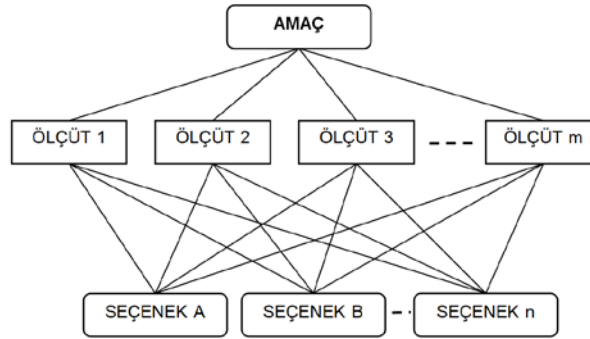 AMAÇ
ÖLÇÜT 1 ÖLÇÜT 2 ÖLÇÜT 3 ÖLÇÜT m
SEÇENEK A SEÇENEK B SEÇENEK n